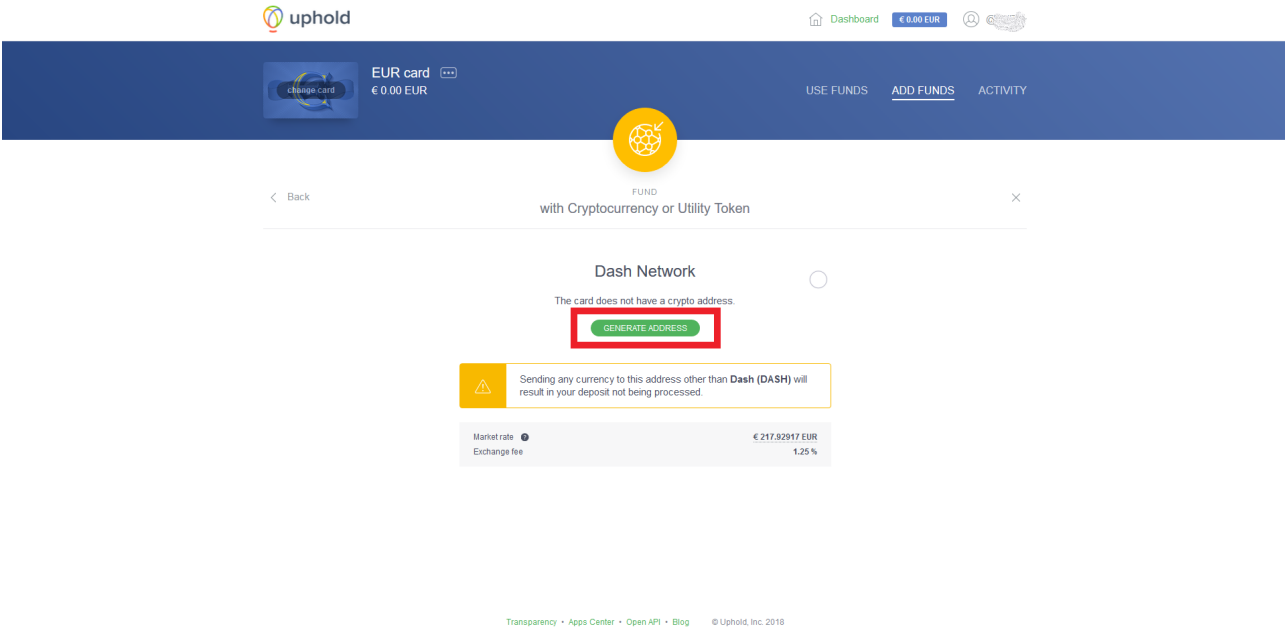 uphold
Dashboard € 0.00 EUR
change card
EUR card
€ 0.00 EUR
USE FUNDS ADD FUNDS ACTIVITY
Back
FUND
with Cryptocurrency or Utility Token
Dash Network
The card does not have a crypto address.
GENERATE ADDRESS
Sending any currency to this address other than Dash (DASH) will
result in your deposit not being processed.
Market rate ? € 217.92917 EUR
Exchange fee 1.25 %
Transparency • Apps Center • Open API • Blog © Uphold, Inc. 2018